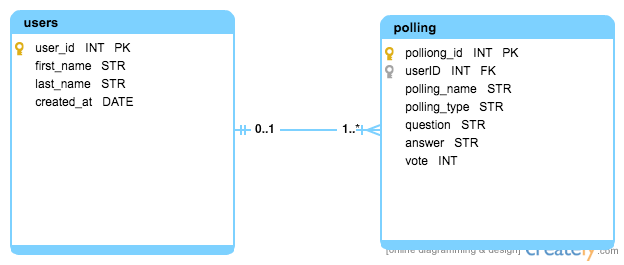 users
user_id INT PK
first_name STR
last_name STR
created_at DATE
0..1
1..*
polling
polliong_id INT PK
userID INT FK
polling_name STR
polling_type STR
question STR
answer STR
vote INT
[online diagramming & design] creately.com